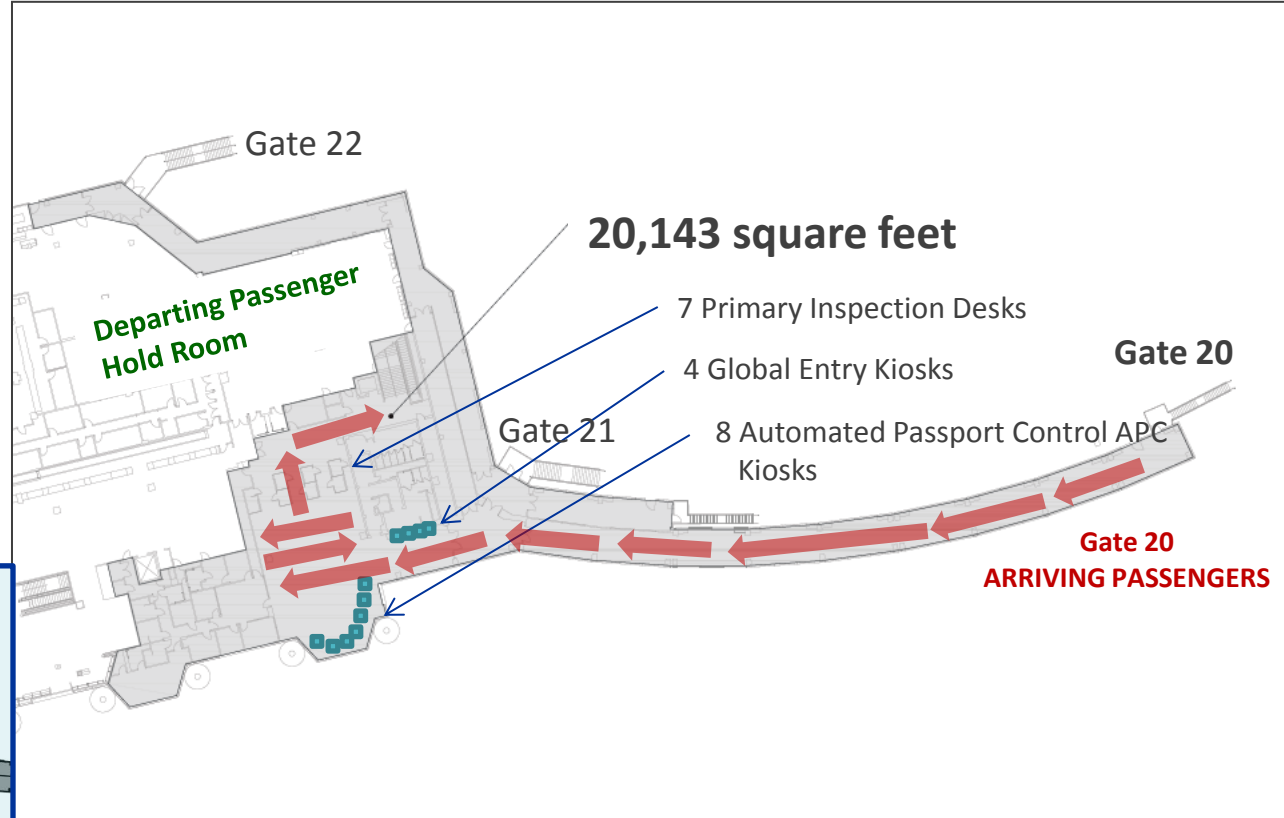 Gate 22
20,143 square feet
Departing Passenger
Hold Room
7 Primary Inspection Desks
4 Global Entry Kiosks
Gate 20
Gate 21
8 Automated Passport Control APC
Kiosks
Gate 20
ARRIVING PASSENGERS